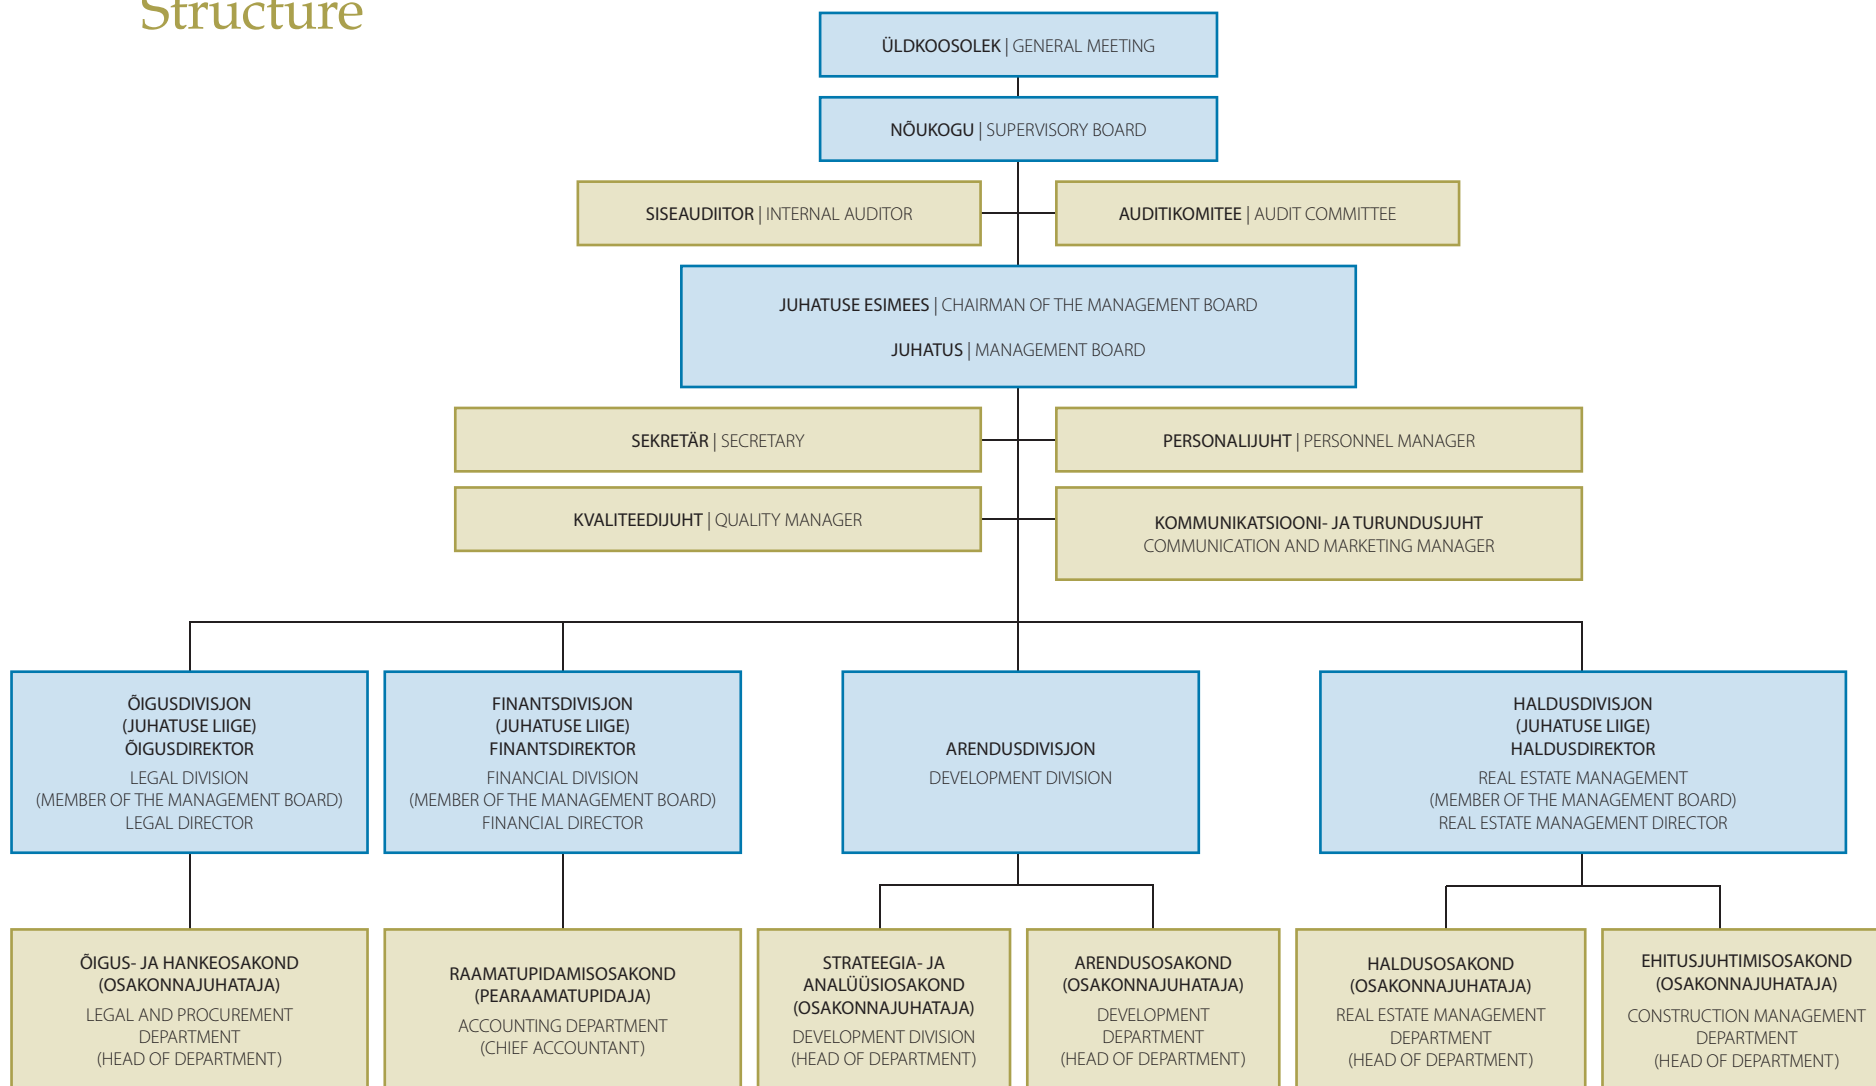 Structure
ÜLDKOOSOLEK | GENERAL MEETING
NÕUKOGU | SUPERVISORY BOARD
SISEAUDIITOR | INTERNAL AUDITOR
AUDITIKOMITEE | AUDIT COMMITTEE
JUHATUSE ESIMEES | CHAIRMAN OF THE MANAGEMENT BOARD
JUHATUS | MANAGEMENT BOARD
SEKRETÄR | SECRETARY
PERSONALIJUHT | PERSONNEL MANAGER
KVALITEEDIJUHT | QUALITY MANAGER
KOMMUNIKATSIOONI- JA TURUNDUSJUHT
COMMUNICATION AND MARKETING MANAGER
ÕIGUSDIVISJON
(JUHATUSE LIIGE)
ÕIGUSDIREKTOR
LEGAL DIVISION
(MEMBER OF THE MANAGEMENT BOARD)
LEGAL DIRECTOR
FINANTSDIVISJON
(JUHATUSE LIIGE)
FINANTSDIREKTOR
FINANCIAL DIVISION
(MEMBER OF THE MANAGEMENT BOARD)
FINANCIAL DIRECTOR
ARENDUSDIVISJON
DEVELOPMENT DIVISION
HALDUSDIVISJON
(JUHATUSE LIIGE)
HALDUSDIREKTOR
REAL ESTATE MANAGEMENT
(MEMBER OF THE MANAGEMENT BOARD)
REAL ESTATE MANAGEMENT DIRECTOR
ÕIGUS- JA HANKEOSAKOND
(OSAKONNAJUHATAJA)
LEGAL AND PROCUREMENT
DEPARTMENT
(HEAD OF DEPARTMENT)
RAAMATUPIDAMISOSAKOND
(PEARAAMATUPIDAJA)
ACCOUNTING DEPARTMENT
(CHIEF ACCOUNTANT)
STRATEEGIA- JA
ANALÜÜSIOSAKOND
(OSAKONNAJUHATAJA)
DEVELOPMENT DIVISION
(HEAD OF DEPARTMENT)
ARENDUSOSAKOND
(OSAKONNAJUHATAJA)
DEVELOPMENT
DEPARTMENT
(HEAD OF DEPARTMENT)
HALDUSOSAKOND
(OSAKONNAJUHATAJA)
REAL ESTATE MANAGEMENT
DEPARTMENT
(HEAD OF DEPARTMENT)
EHITUSJUHTIMISOSAKOND
(OSAKONNAJUHATAJA)
CONSTRUCTION MANAGEMENT
DEPARTMENT
(HEAD OF DEPARTMENT)